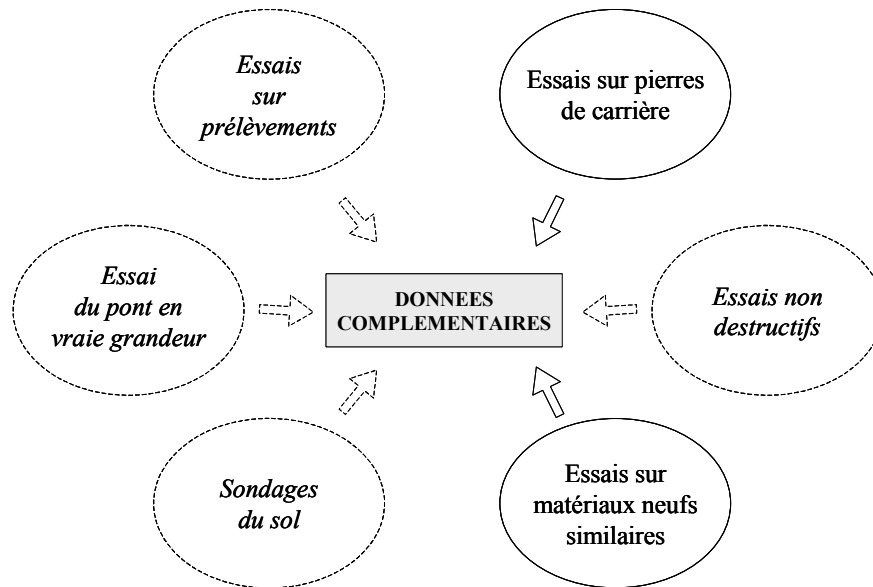 Essais
sur
prélèvements
Essais sur pierres
de carrière
Essai
du pont en
vraie grandeur
DONNEES
COMPLEMENTAIRES
Essais non
destructifs
Sondages
du sol
Essais sur
matériaux neufs
similaires